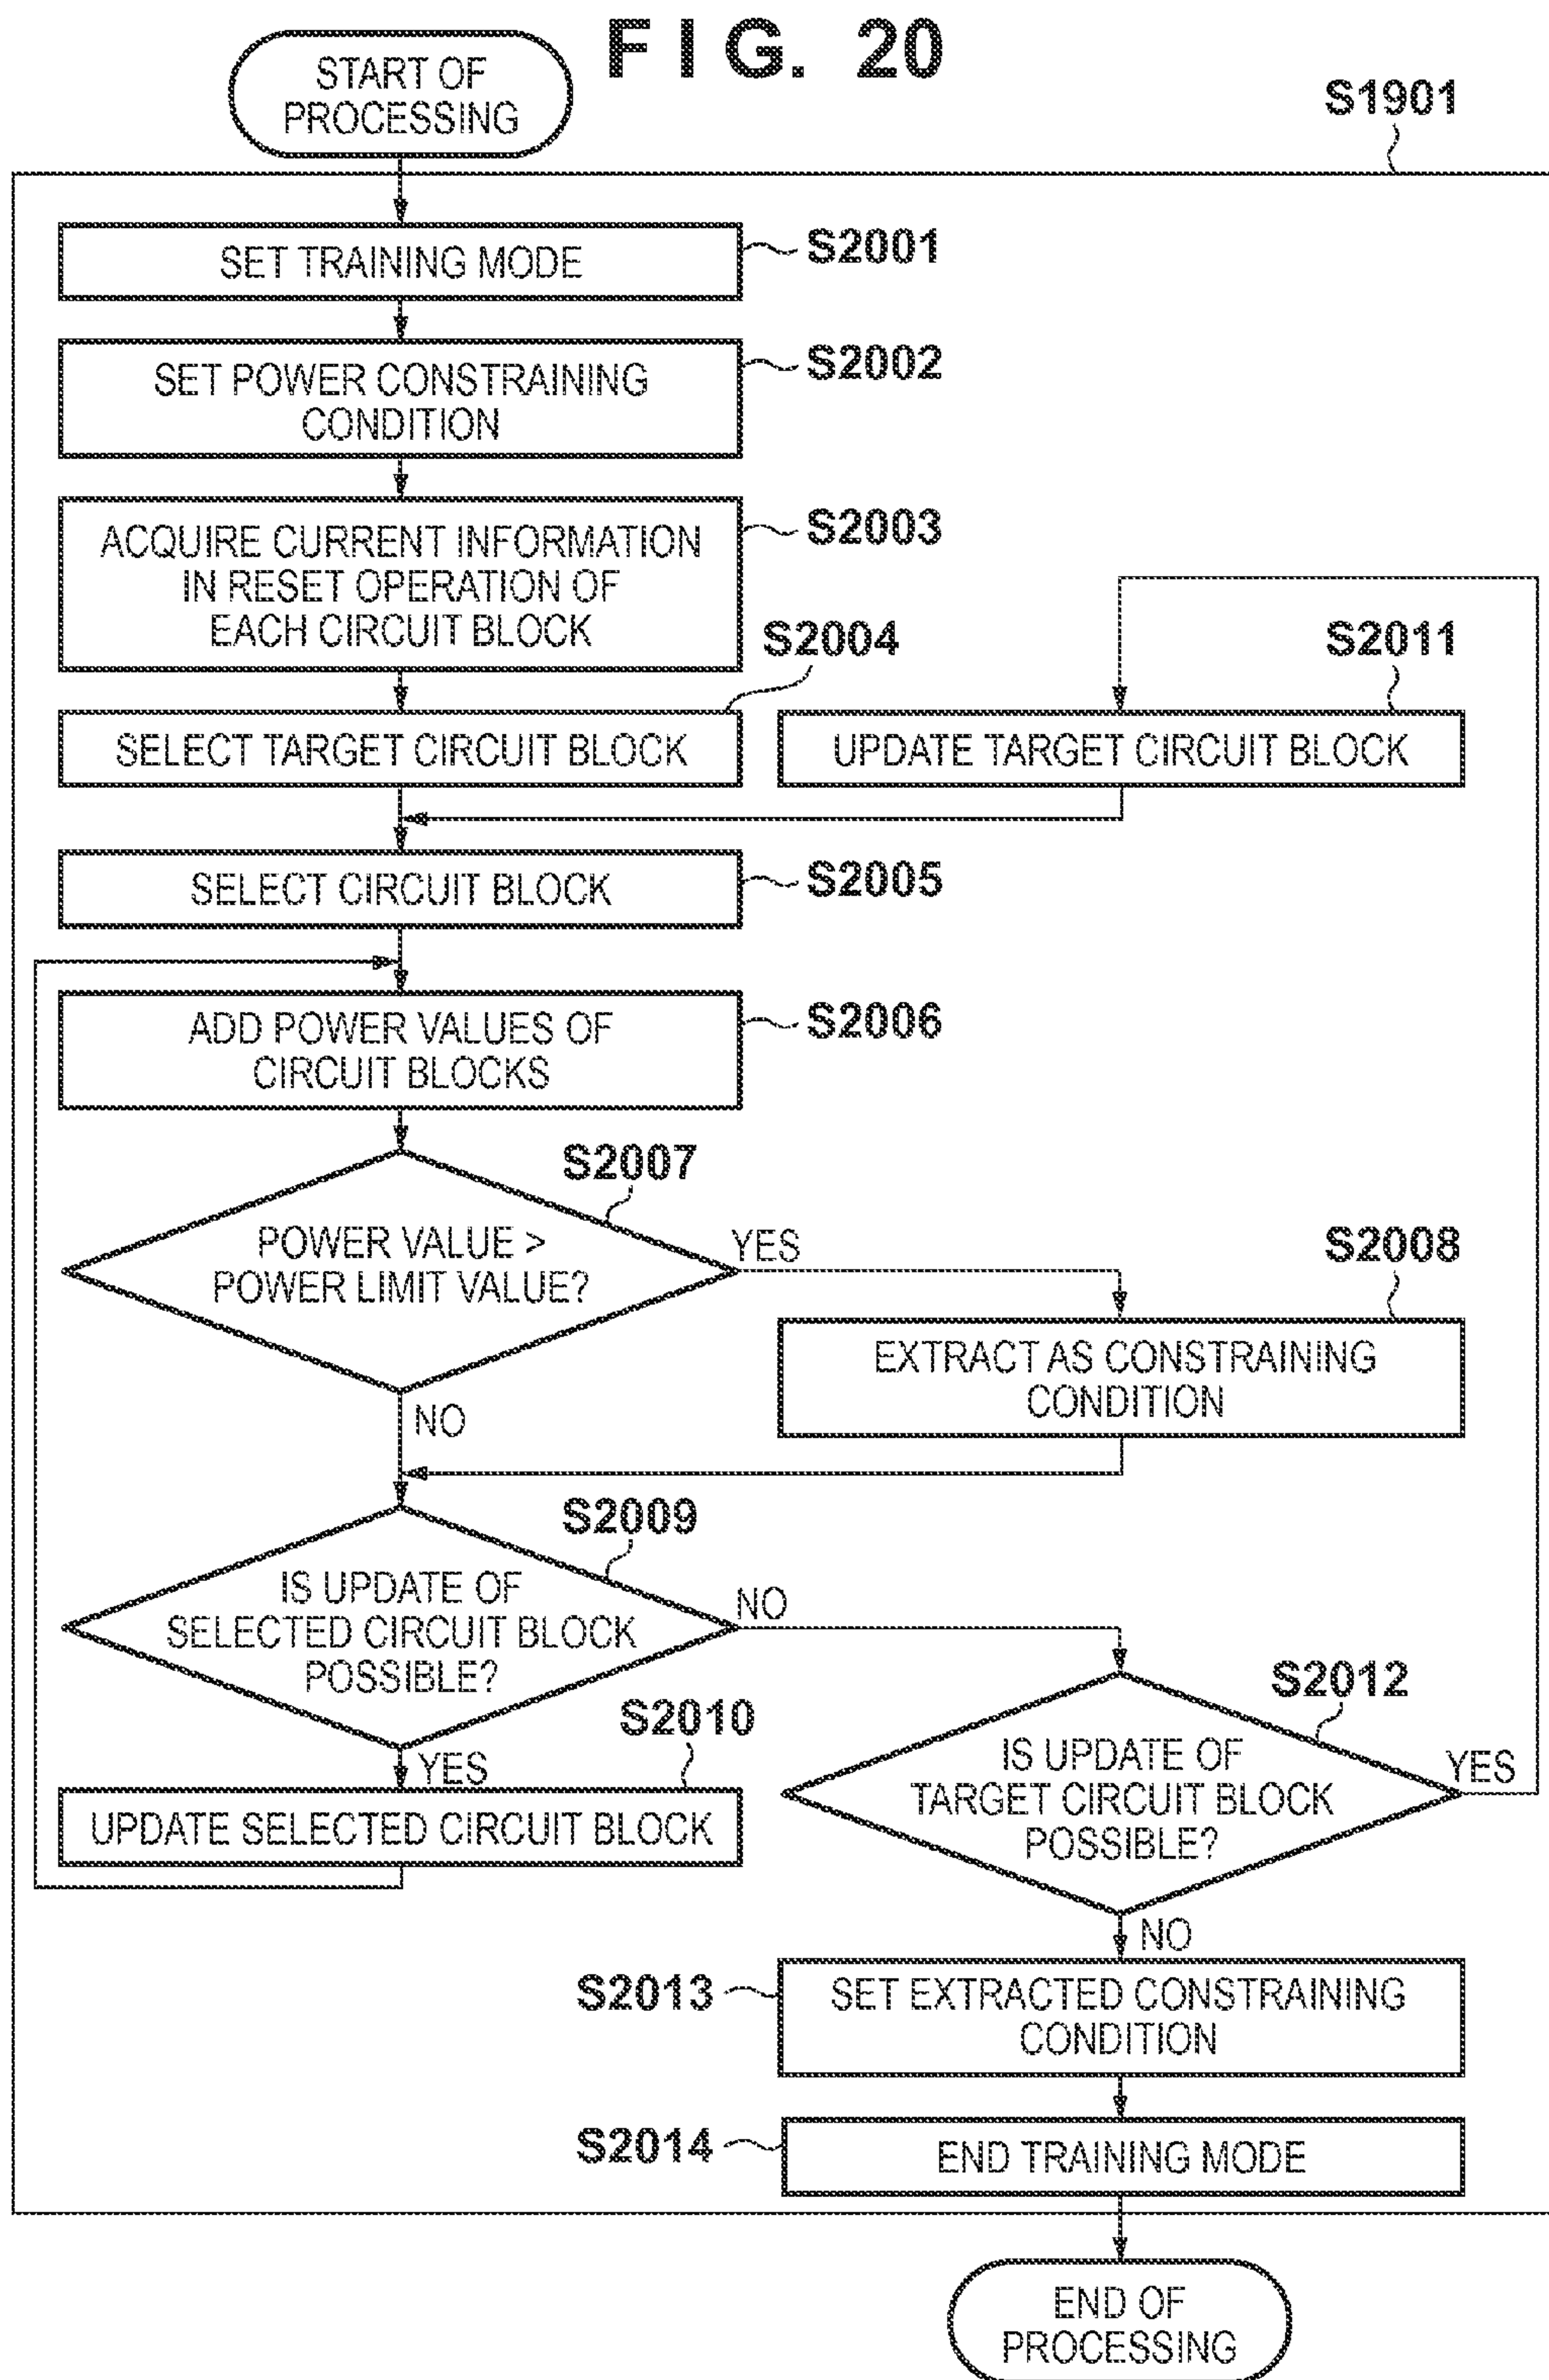 FIG. 20
START OF
PROCESSING
S1901
SET TRAINING MODE
S2001
SET POWER CONSTRAINING
CONDITION
S2002
ACQUIRE CURRENT INFORMATION
IN RESET OPERATION OF
EACH CIRCUIT BLOCK
S2003
S2004
SELECT TARGET CIRCUIT BLOCK
S2011
UPDATE TARGET CIRCUIT BLOCK
SELECT CIRCUIT BLOCK
S2005
ADD POWER VALUES OF
CIRCUIT BLOCKS
S2006
S2007
POWER VALUE >
POWER LIMIT VALUE?
YES
NO
S2008
EXTRACT AS CONSTRAINING
CONDITION
S2009
IS UPDATE OF
SELECTED CIRCUIT BLOCK
POSSIBLE?
NO
YES
S2010
UPDATE SELECTED CIRCUIT BLOCK
S2012
IS UPDATE OF
TARGET CIRCUIT BLOCK
POSSIBLE?
YES
NO
S2013
SET EXTRACTED CONSTRAINING
CONDITION
S2014
END TRAINING MODE
END OF
PROCESSING